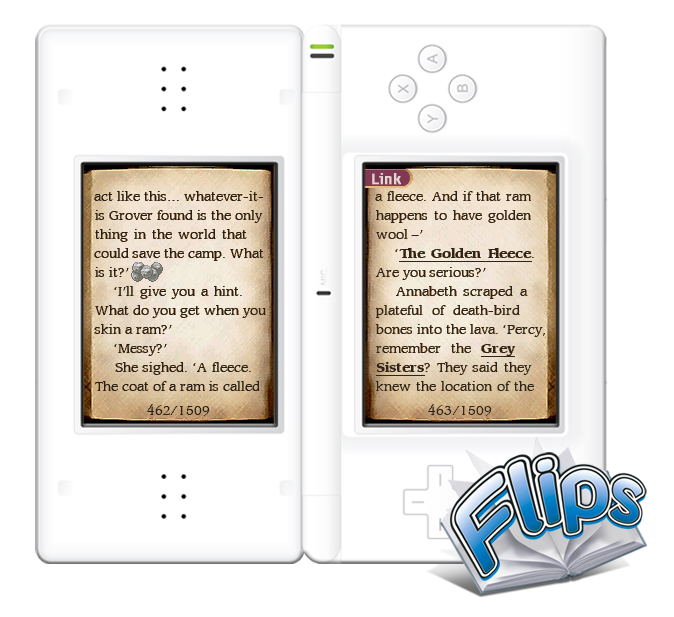 act like this... whatever-it-
is Grover found is the only
thing in the world that
could save the camp. What
is it?’
‘I’ll give you a hint.
What do you get when you
skin a ram?’
‘Messy?’
She sighed. ‘A fleece.
The coat of a ram is called
462/1509
Link
a fleece. And if that ram
happens to have golden
wool –’
‘The Golden Fleece.
Are you serious?’
Annabeth scraped a
plateful of death-bird
bones into the lava. ‘Percy,
remember the Grey
Sisters? They said they
knew the location of the
463/1509
MIC
A
X
B
Y
Flips